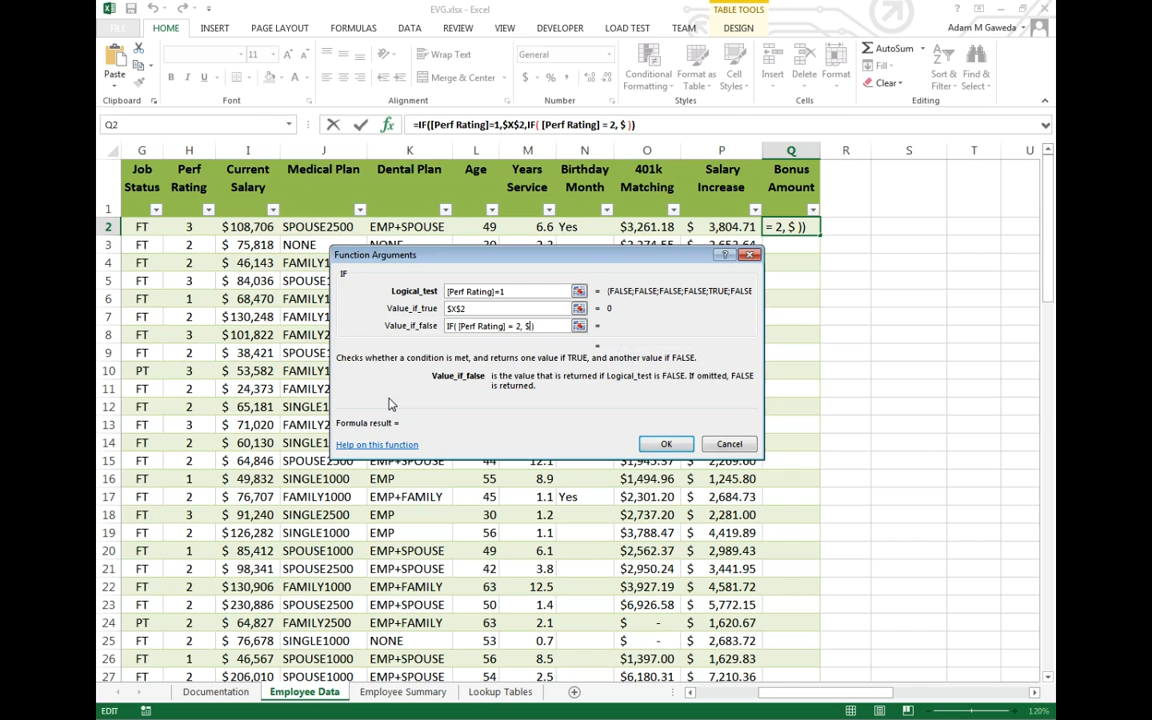 EVG.xlsx - Excel
TABLE TOOLS
FILE HOME INSERT PAGE LAYOUT FORMULAS DATA REVIEW VIEW DEVELOPER LOAD TEST TEAM DESIGN Adam M Gaweda
Paste
11
B I U A
Wrap Text
Merge & Center
General
$ % ,
Conditional Formatting
Format as Table
Cell Styles
Insert Delete Format
AutoSum
Fill
Clear
Sort & Filter
Find & Select
Clipboard Font Alignment Number Styles Cells Editing
Q2 fx =IF([Perf Rating]=1,$X$2,IF( [Perf Rating] = 2, $ ))
G H I J K L M N O P Q R S T U
1 Job Status Perf Rating Current Salary Medical Plan Dental Plan Age Years Service Birthday Month 401k Matching Salary Increase Bonus Amount
2 FT 3 $108,706 SPOUSE2500 EMP+SPOUSE 49 6.6 Yes $3,261.18 $ 3,804.71 = 2, $ ))
3 FT 2 $ 75,818 NONE
4 FT 2 $ 46,143
5 FT 3 $ 84,036
6 FT 1 $ 68,470
7 FT 2 $130,248
8 FT 3 $101,822
9 FT 2 $ 38,421
10 PT 3 $ 53,582
11 FT 2 $ 24,373
12 FT 2 $ 65,181
13 FT 3 $ 71,020
14 FT 2 $ 60,130
15 FT 2 $ 64,846 SPOUSE2500 EMP+SPOUSE 44 12.1 $1,945.37 $ 2,269.60
16 FT 1 $ 49,832 SINGLE1000 EMP 55 8.9 $1,494.96 $ 1,245.80
17 FT 2 $ 76,707 FAMILY1000 EMP+FAMILY 45 1.1 Yes $2,301.20 $ 2,684.73
18 FT 3 $ 91,240 SINGLE2500 EMP 30 1.2 $2,737.20 $ 2,281.00
19 FT 2 $126,282 SINGLE1000 EMP 56 1.1 $3,788.47 $ 4,419.89
20 FT 1 $ 85,412 SPOUSE1000 EMP+SPOUSE 49 6.1 $2,562.37 $ 2,989.43
21 FT 2 $ 98,341 SPOUSE2500 EMP+SPOUSE 42 3.8 $2,950.24 $ 3,441.95
22 FT 2 $130,906 FAMILY1000 EMP+FAMILY 63 12.5 $3,927.19 $ 4,581.72
23 FT 2 $230,886 SPOUSE2500 EMP+SPOUSE 50 1.4 $6,926.58 $ 5,772.15
24 PT 2 $ 64,827 FAMILY2500 EMP+FAMILY 63 2.1 $ - $ 1,620.67
25 FT 2 $ 76,678 SINGLE1000 NONE 53 0.7 $ - $ 2,683.72
26 FT 1 $ 46,567 SPOUSE1000 EMP+SPOUSE 56 8.5 $1,397.00 $ 1,629.83
27 FT 2 $206,010 SPOUSE2500 EMP+SPOUSE 54 2.5 $6,180.31 $ 7,210.36
Function Arguments
IF
Logical_test [Perf Rating]=1 = {FALSE;FALSE;FALSE;FALSE;TRUE;FALSE
Value_if_true $X$2 = 0
Value_if_false IF( [Perf Rating] = 2, $ ) =
=
Checks whether a condition is met, and returns one value if TRUE, and another value if FALSE.
Value_if_false is the value that is returned if Logical_test is FALSE. If omitted, FALSE
is returned.
Formula result =
Help on this function OK Cancel
Documentation Employee Data Employee Summary Lookup Tables
EDIT 120%